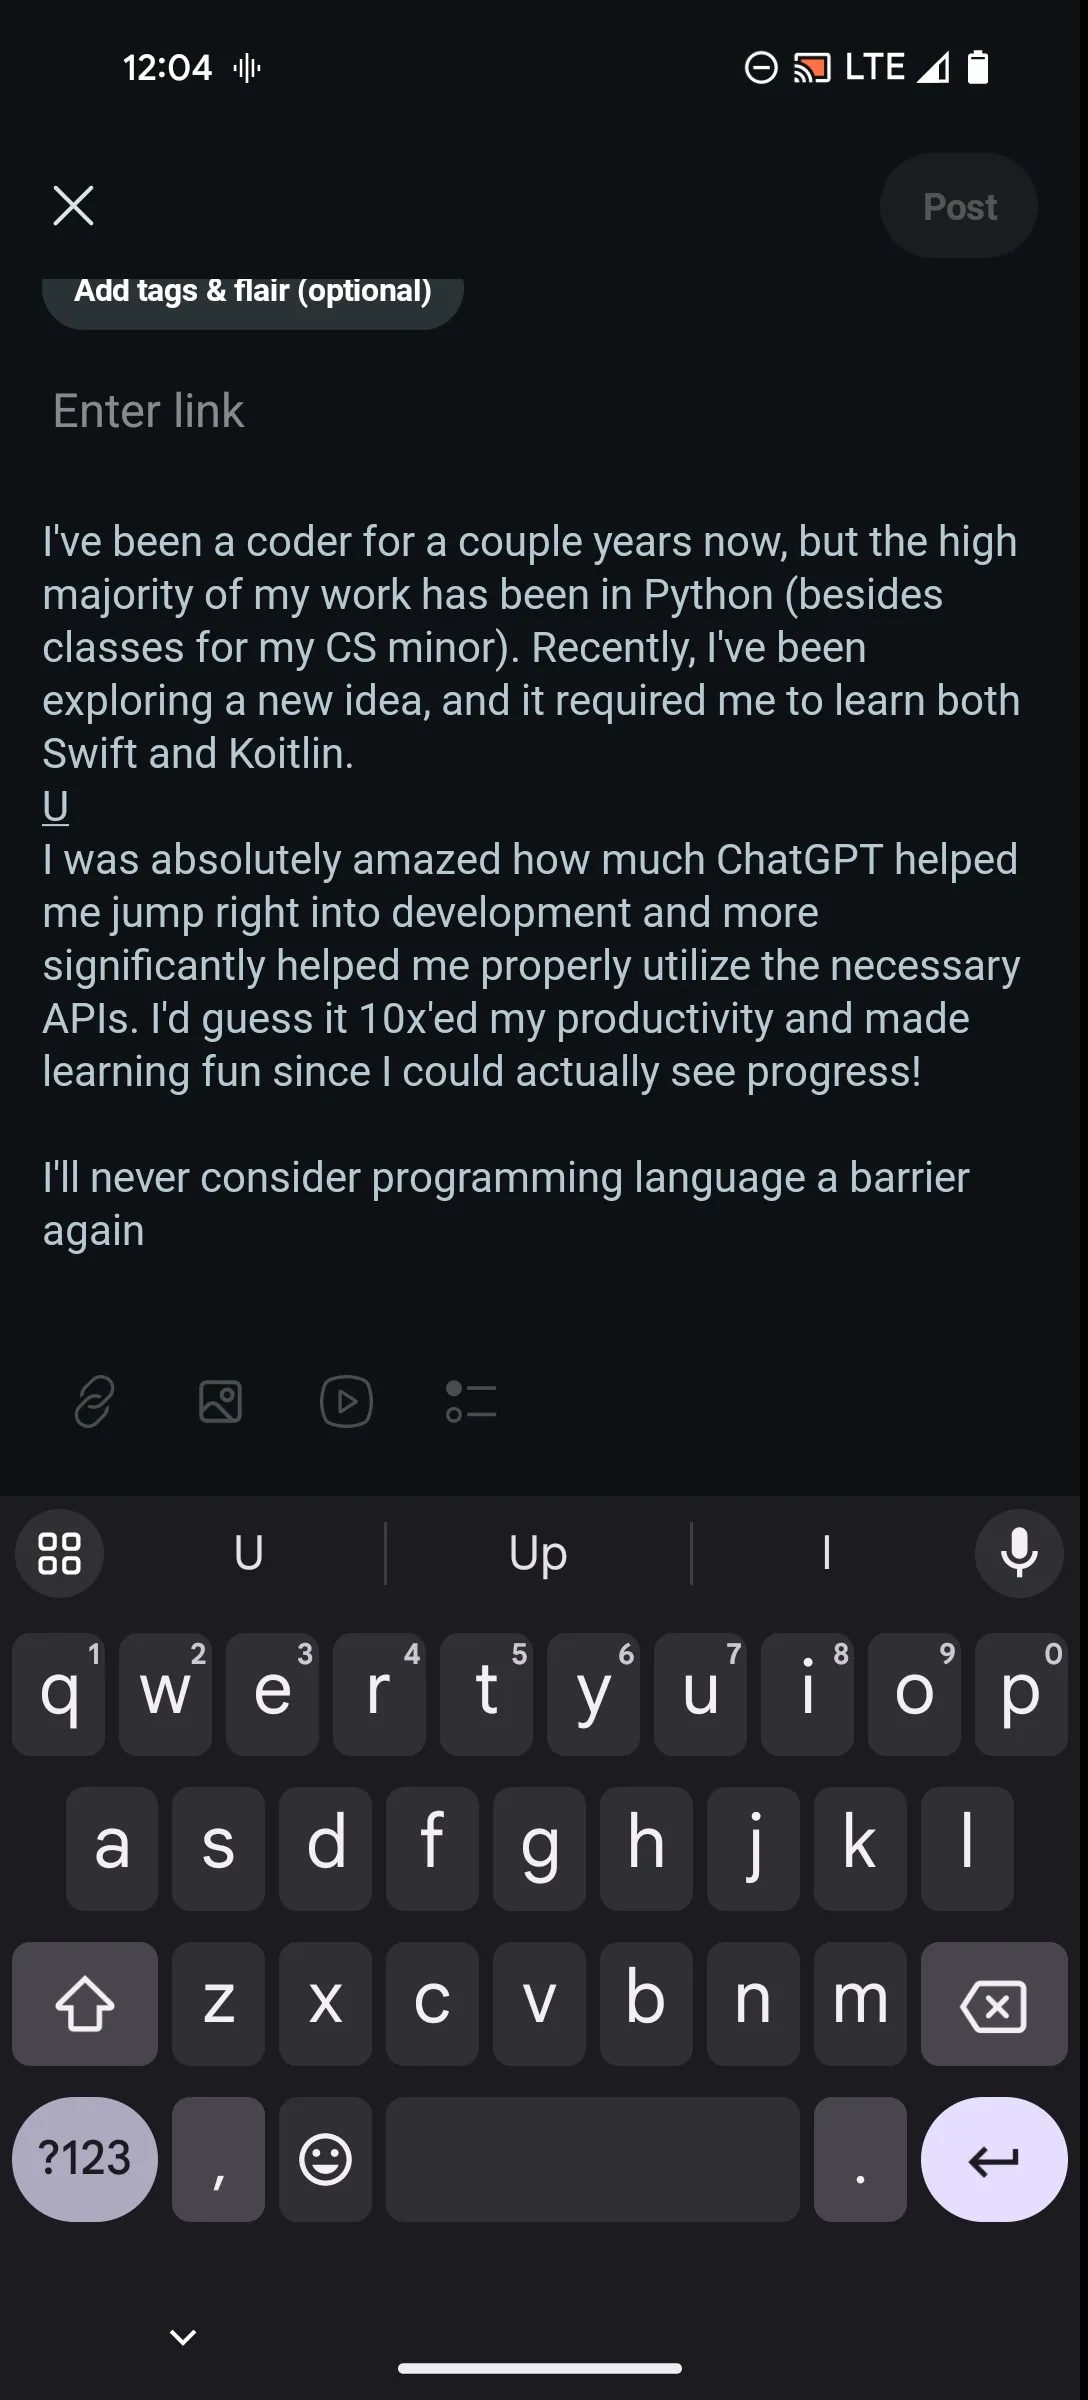 12:04
LTE
Post
Add tags & flair (optional)
Enter link
I've been a coder for a couple years now, but the high
majority of my work has been in Python (besides
classes for my CS minor). Recently, I've been
exploring a new idea, and it required me to learn both
Swift and Koitlin.
U
I was absolutely amazed how much ChatGPT helped
me jump right into development and more
significantly helped me properly utilize the necessary
APIs. I'd guess it 10x'ed my productivity and made
learning fun since I could actually see progress!
I'll never consider programming language a barrier
again
U Up I
1 2 3 4 5 6 7 8 9 0
q w e r t y u i o p
a s d f g h j k l
z x c v b n m
?123 , .